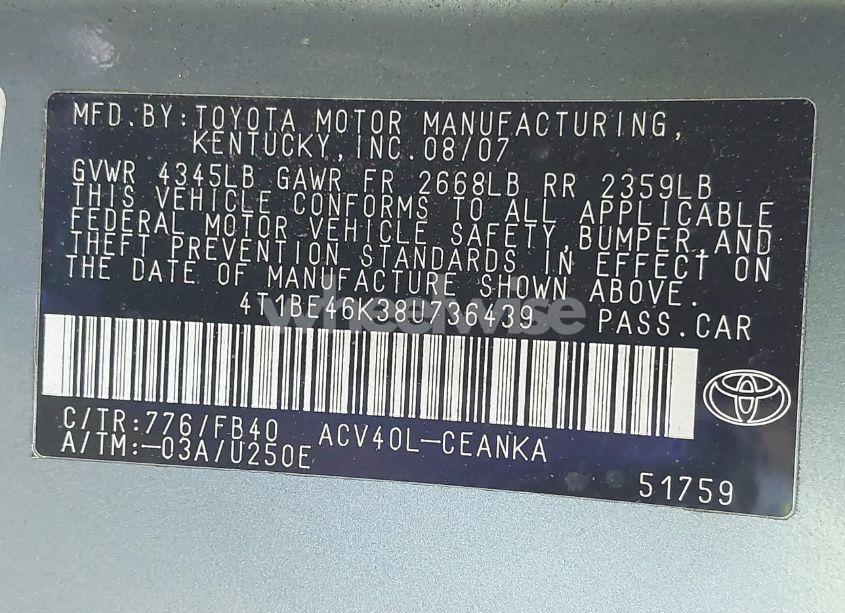 MFD.BY:TOYOTA MOTOR MANUFACTURING,
KENTUCKY,INC.08/07
GVWR 4345LB GAWR FR 2668LB RR 2359LB
THIS VEHICLE CONFORMS TO ALL APPLICABLE
FEDERAL MOTOR VEHICLE SAFETY,BUMPER,AND
THEFT PREVENTION STANDARDS IN EFFECT ON
THE DATE OF MANUFACTURE SHOWN ABOVE.
4T1BE46K38U736439 PASS.CAR
wheelwise
C/TR:776/FB40 ACV40L-CEANKA
A/TM:-03A/U250E
51759